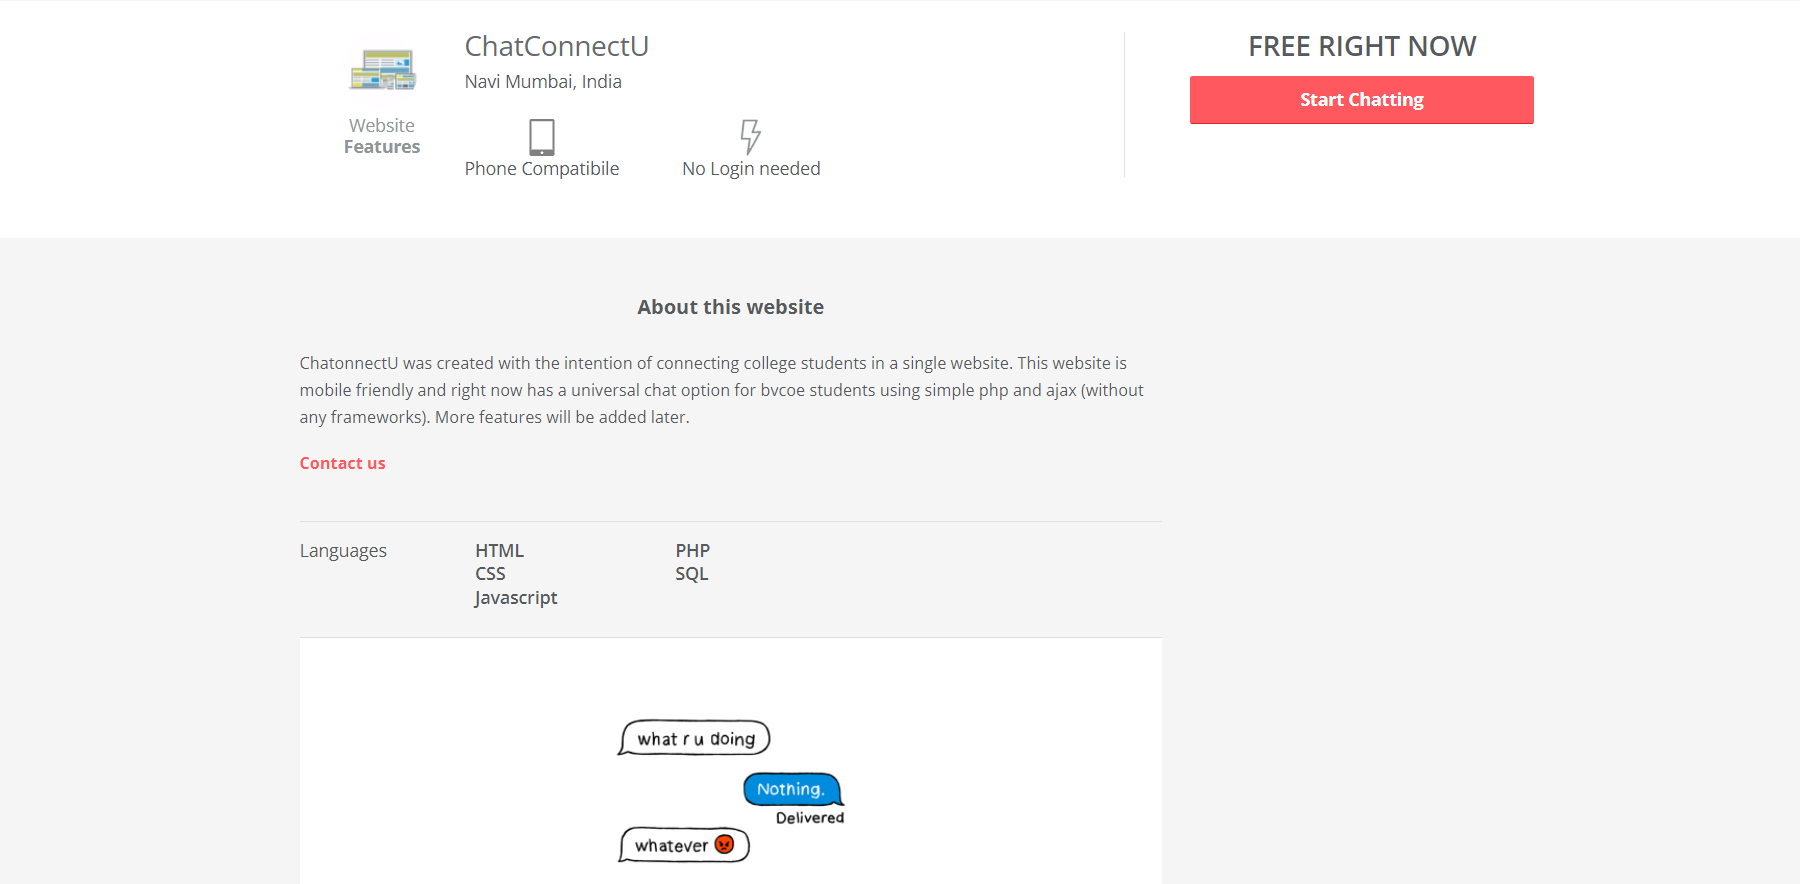 ChatConnectU
Navi Mumbai, India
Website
Features
Phone Compatibile
No Login needed
FREE RIGHT NOW
Start Chatting
About this website
ChatonnectU was created with the intention of connecting college students in a single website. This website is
mobile friendly and right now has a universal chat option for bvcoe students using simple php and ajax (without
any frameworks). More features will be added later.
Contact us
Languages
HTML
CSS
Javascript
PHP
SQL
what r u doing
Nothing.
Delivered
whatever 😡